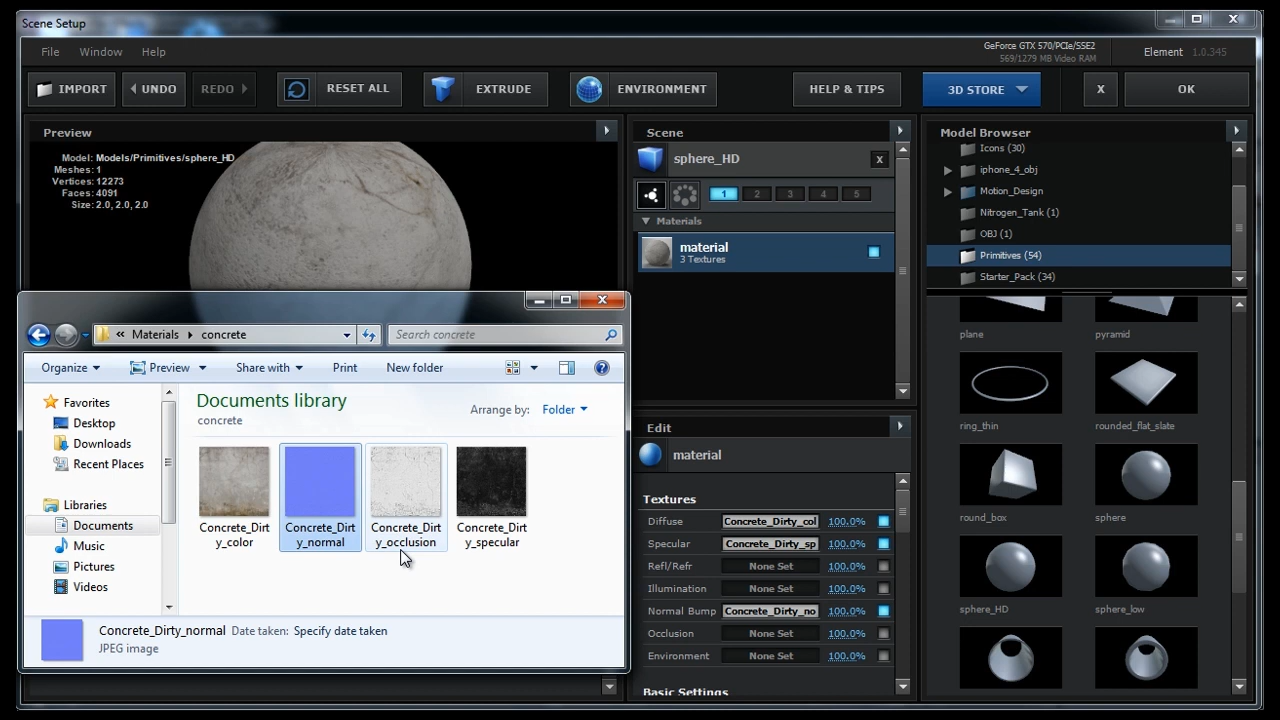 Scene Setup
File Window Help
GeForce GTX 570/PCIe/SSE2
569/1279 MB Video RAM
Element 1.0.345
IMPORT UNDO REDO RESET ALL EXTRUDE ENVIRONMENT HELP & TIPS 3D STORE X OK
Preview
Model: Models/Primitives/sphere_HD
Meshes: 1
Vertices: 12273
Faces: 4091
Size: 2.0, 2.0, 2.0
Scene
sphere_HD x
1 2 3 4 5
Materials
material
3 Textures
Model Browser
Icons (30)
iphone_4_obj
Motion_Design
Nitrogen_Tank (1)
OBJ (1)
Primitives (54)
Starter_Pack (34)
plane pyramid
ring_thin rounded_flat_slate
round_box sphere
sphere_HD sphere_low
« Materials concrete
Search concrete
Organize Preview Share with Print New folder
Favorites
Desktop
Downloads
Recent Places
Libraries
Documents
Music
Pictures
Videos
Documents library
concrete
Arrange by: Folder
Concrete_Dirt
y_color
Concrete_Dirt
y_normal
Concrete_Dirt
y_occlusion
Concrete_Dirt
y_specular
Concrete_Dirty_normal Date taken: Specify date taken
JPEG image
Edit
material
Textures
Diffuse Concrete_Dirty_col 100.0%
Specular Concrete_Dirty_sp 100.0%
Refl/Refr None Set 100.0%
Illumination None Set 100.0%
Normal Bump Concrete_Dirty_no 100.0%
Occlusion None Set 100.0%
Environment None Set 100.0%
Basic Settings